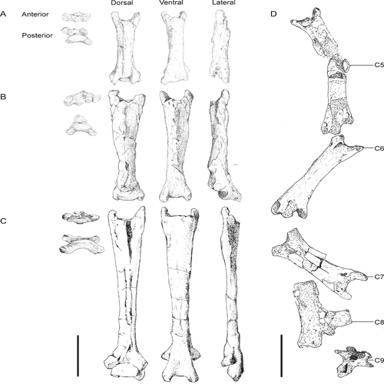 Dorsal Ventral Lateral
A Anterior
Posterior
B
C
D
C5
C6
C7
C8
C9